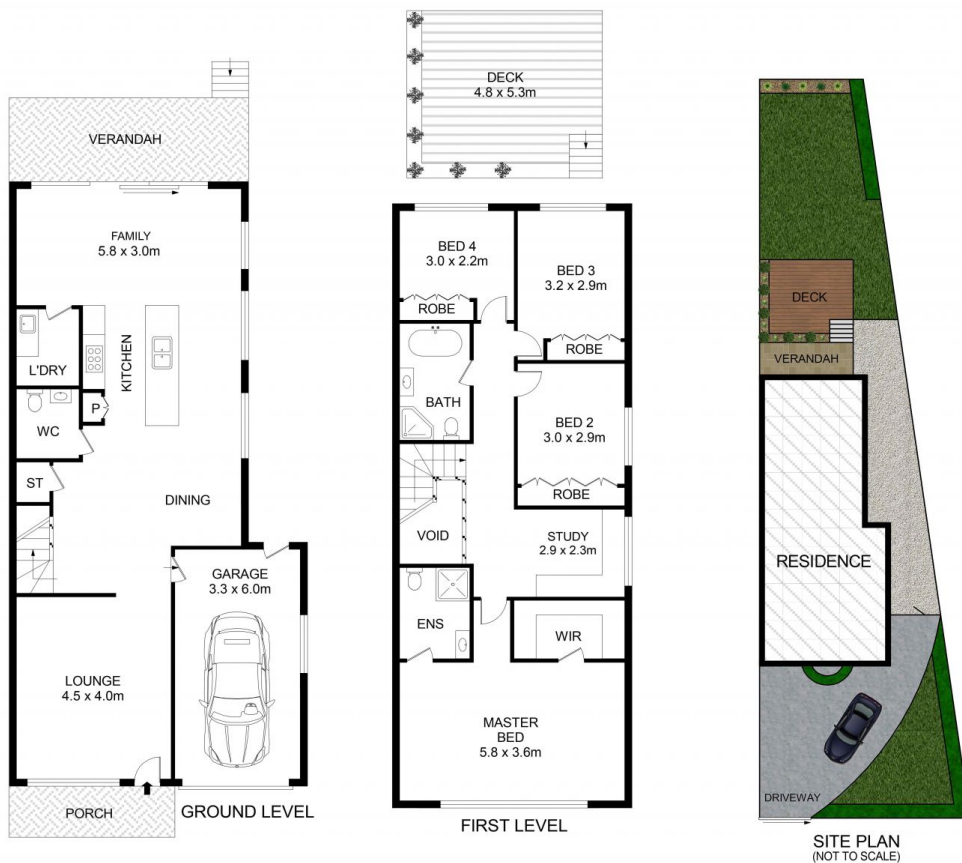 VERANDAH
FAMILY
5.8 x 3.0m
L'DRY
KITCHEN
P
WC
ST
DINING
GARAGE
3.3 x 6.0m
LOUNGE
4.5 x 4.0m
PORCH
GROUND LEVEL
DECK
4.8 x 5.3m
BED 4
3.0 x 2.2m
ROBE
BED 3
3.2 x 2.9m
ROBE
BATH
BED 2
3.0 x 2.9m
ROBE
VOID
STUDY
2.9 x 2.3m
ENS
WIR
MASTER
BED
5.8 x 3.6m
FIRST LEVEL
DECK
VERANDAH
RESIDENCE
DRIVEWAY
SITE PLAN
(NOT TO SCALE)